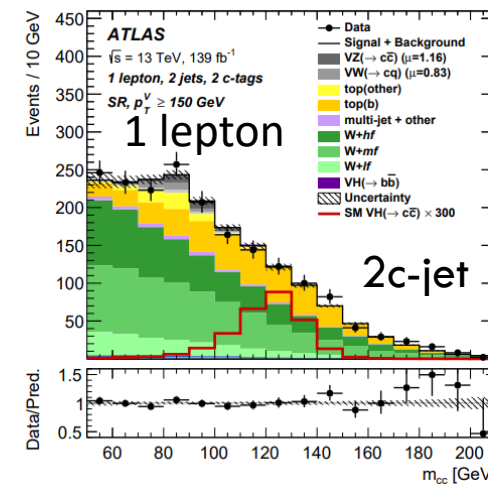 Events / 10 GeV
450
400
350
300
250
200
150
100
50
ATLAS
√s = 13 TeV, 139 fb⁻¹
1 lepton, 2 jets, 2 c-tags
SR, p_T^V ≥ 150 GeV
1 lepton
Data
Signal + Background
VZ(→ cc̄) (μ=1.16)
VW(→ cq) (μ=0.83)
top(other)
top(b)
multi-jet + other
W+hf
W+mf
W+lf
VH(→ bb̄)
Uncertainty
SM VH(→ cc̄) × 300
2c-jet
Data/Pred.
1.5
1
0.5
60 80 100 120 140 160 180 200
m_cc [GeV]